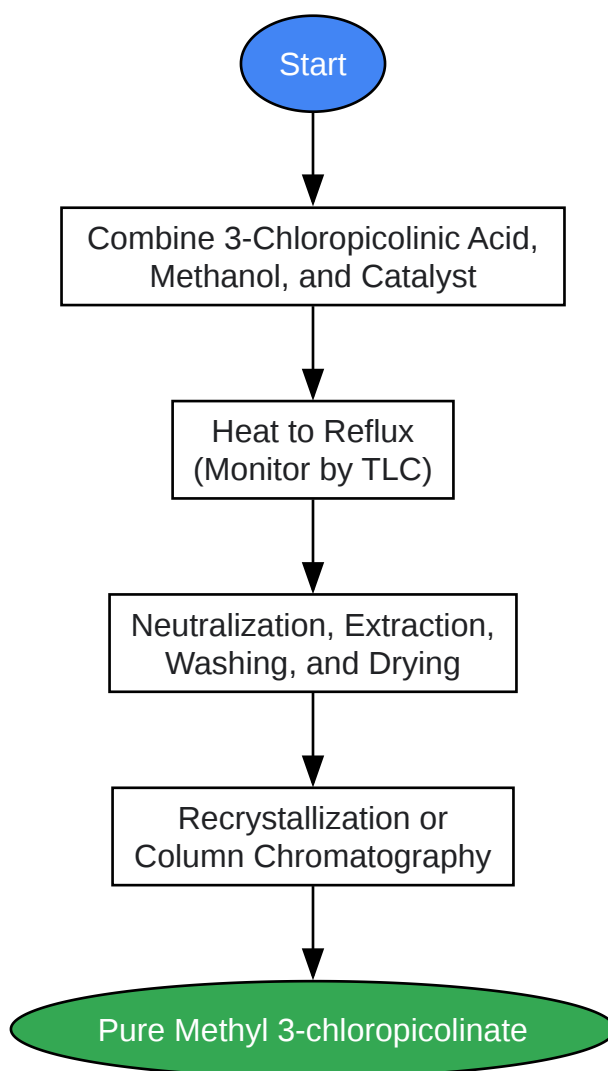 Start
Combine 3-Chloropicolinic Acid,
Methanol, and Catalyst
Heat to Reflux
(Monitor by TLC)
Neutralization, Extraction,
Washing, and Drying
Recrystallization or
Column Chromatography
Pure Methyl 3-chloropicolinate